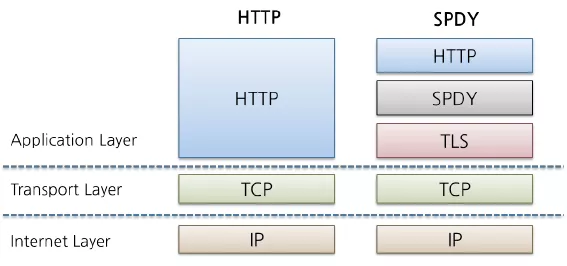 HTTP SPDY
HTTP
HTTP
SPDY
Application Layer TLS
Transport Layer TCP TCP
Internet Layer IP IP